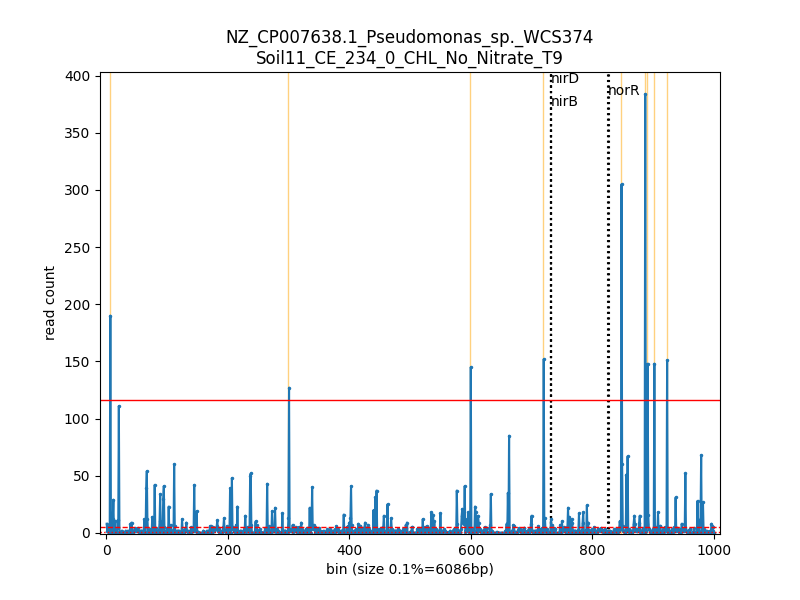 NZ_CP007638.1_Pseudomonas_sp._WCS374
Soil11_CE_234_0_CHL_No_Nitrate_T9
nirD
norR
nirB
400
350
300
250
200
150
100
50
0
read count
0 200 400 600 800 1000
bin (size 0.1%=6086bp)